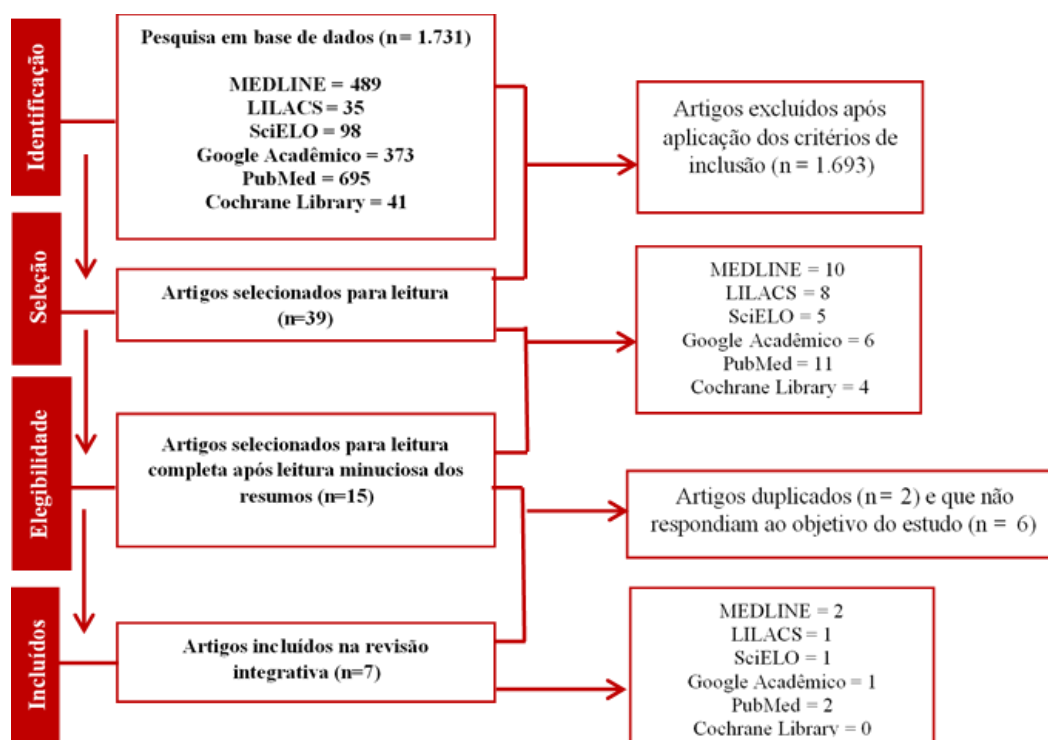 Identificação
Pesquisa em base de dados (n= 1.731)
MEDLINE = 489
LILACS = 35
SciELO = 98
Google Acadêmico = 373
PubMed = 695
Cochrane Library = 41
Artigos excluídos após
aplicação dos critérios de
inclusão (n = 1.693)
Seleção
Artigos selecionados para leitura
(n=39)
MEDLINE = 10
LILACS = 8
SciELO = 5
Google Acadêmico = 6
PubMed = 11
Cochrane Library = 4
Elegibilidade
Artigos selecionados para leitura
completa após leitura minuciosa dos
resumos (n=15)
Artigos duplicados (n= 2) e que não
respondiam ao objetivo do estudo (n = 6)
Incluídos
Artigos incluídos na revisão
integrativa (n=7)
MEDLINE = 2
LILACS = 1
SciELO = 1
Google Acadêmico = 1
PubMed = 2
Cochrane Library = 0